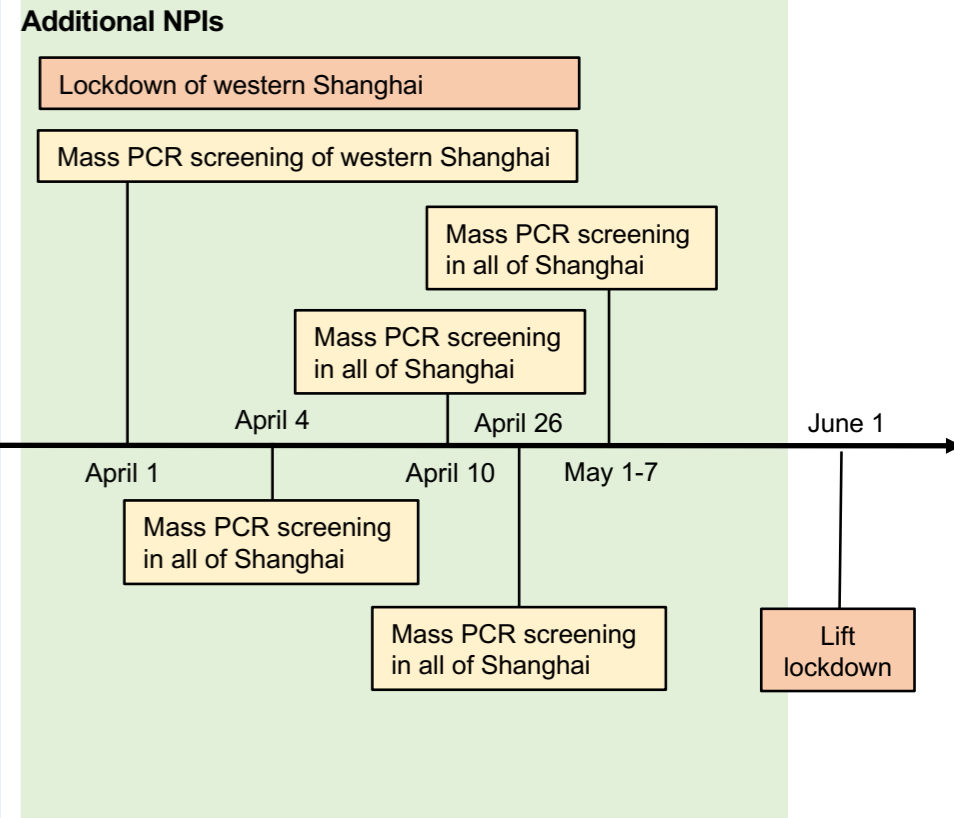 Additional NPIs
Lockdown of western Shanghai
Mass PCR screening of western Shanghai
Mass PCR screening
in all of Shanghai
Mass PCR screening
in all of Shanghai
April 4
April 26
June 1
April 1
April 10
May 1-7
Mass PCR screening
in all of Shanghai
Mass PCR screening
in all of Shanghai
Lift
lockdown